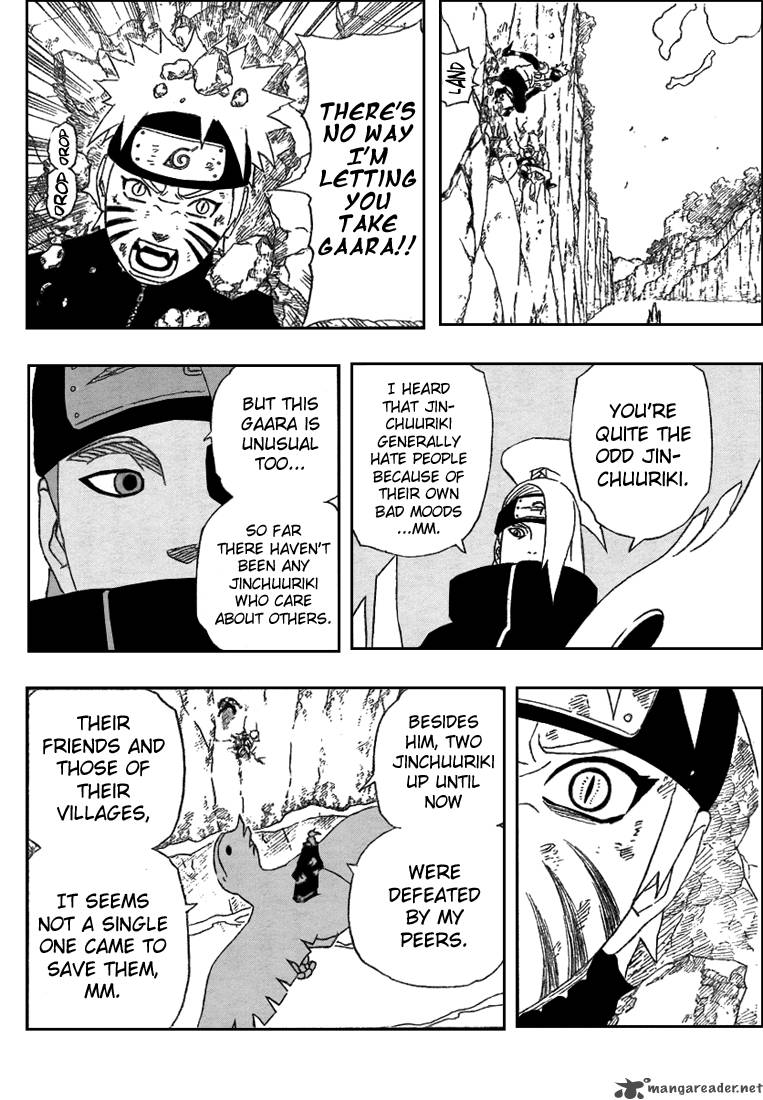 LAND
THERE'S
NO WAY
I'M
LETTING
YOU
TAKE
GAARA!!
DROP DROP
YOU'RE
QUITE THE
ODD JIN-
CHUURIKI.
I HEARD
THAT JIN-
CHUURIKI
GENERALLY
HATE PEOPLE
BECAUSE OF
THEIR OWN
BAD MOODS
...MM.
BUT THIS
GAARA IS
UNUSUAL
TOO...
SO FAR
THERE HAVEN'T
BEEN ANY
JINCHUURIKI
WHO CARE
ABOUT OTHERS.
BESIDES
HIM, TWO
JINCHUURIKI
UP UNTIL
NOW
WERE
DEFEATED
BY MY
PEERS.
THEIR
FRIENDS AND
THOSE OF
THEIR
VILLAGES,
IT SEEMS
NOT A SINGLE
ONE CAME TO
SAVE THEM,
MM.
mangareader.net